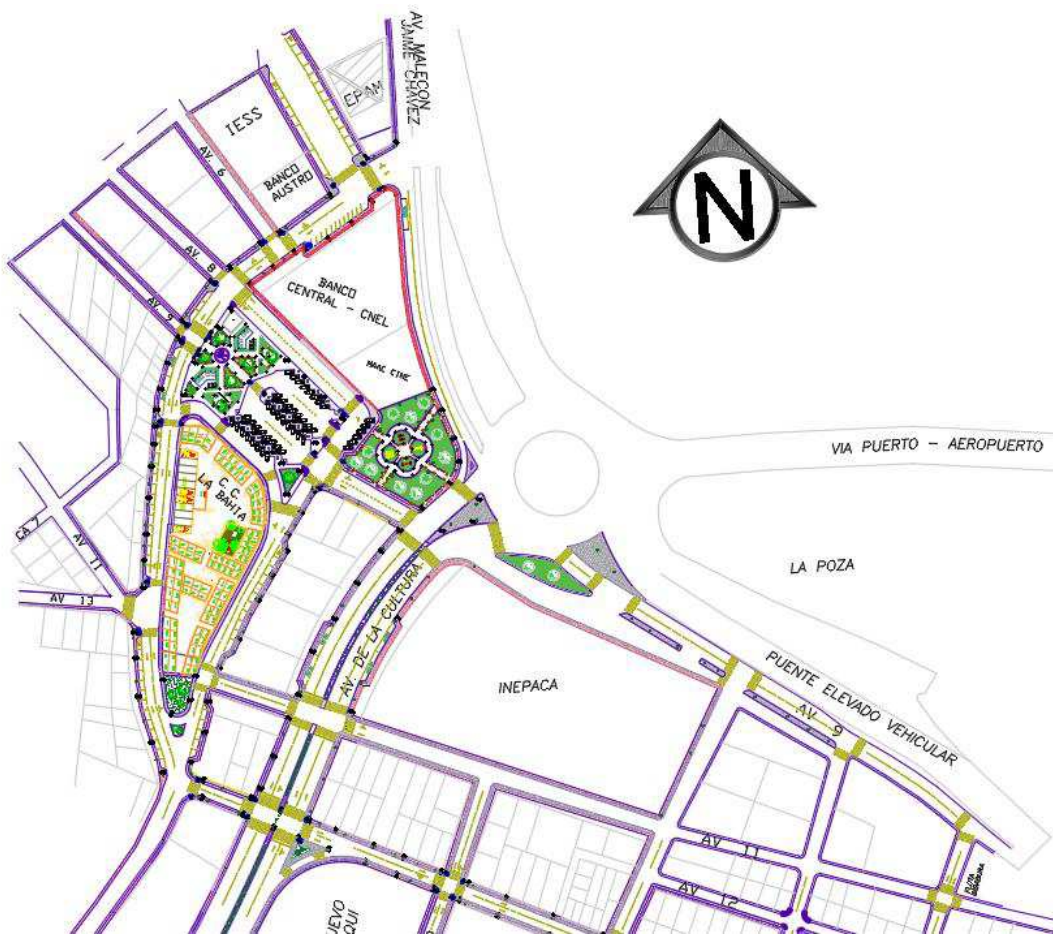 AV. MALECON
JAIME CHAVEZ
EPAM
IESS
AV. 6
BANCO
AUSTRO
N
AV. 8
BANCO
CENTRAL - CNEL
AV. 9
VIA PUERTO - AEROPUERTO
C.C.
LA BAHIA
AV 11
LA POZA
AV 13
AV. DE LA CULTURA
INEPACA
PUENTE ELEVADO VEHICULAR
AV 9
AV 11
AV 12